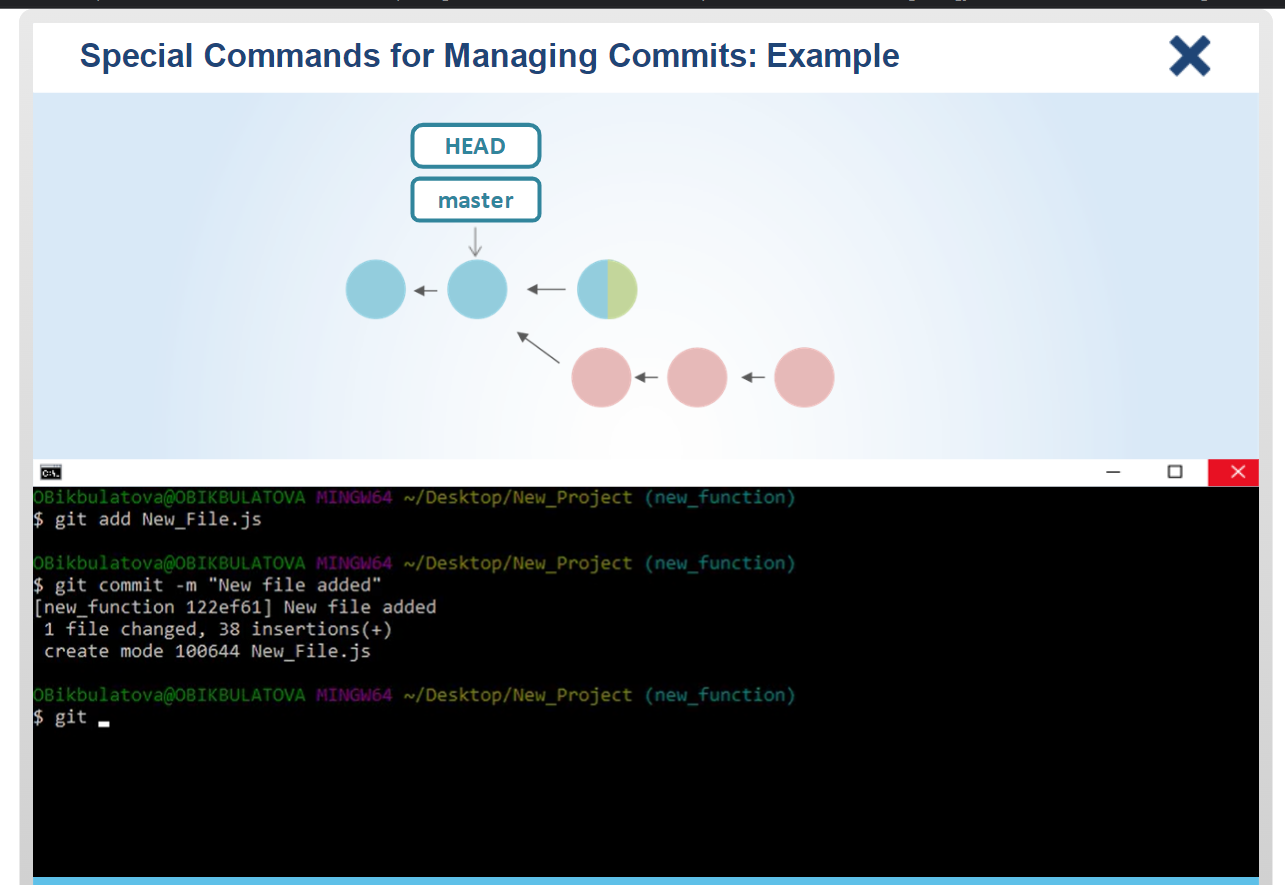 Special Commands for Managing Commits: Example
HEAD
master
C:\.
OBikbulatova@OBIKBULATOVA MINGW64 ~/Desktop/New_Project (new_function)
$ git add New_File.js
OBikbulatova@OBIKBULATOVA MINGW64 ~/Desktop/New_Project (new_function)
$ git commit -m "New file added"
[new_function 122ef61] New file added
1 file changed, 38 insertions(+)
create mode 100644 New_File.js
OBikbulatova@OBIKBULATOVA MINGW64 ~/Desktop/New_Project (new_function)
$ git _